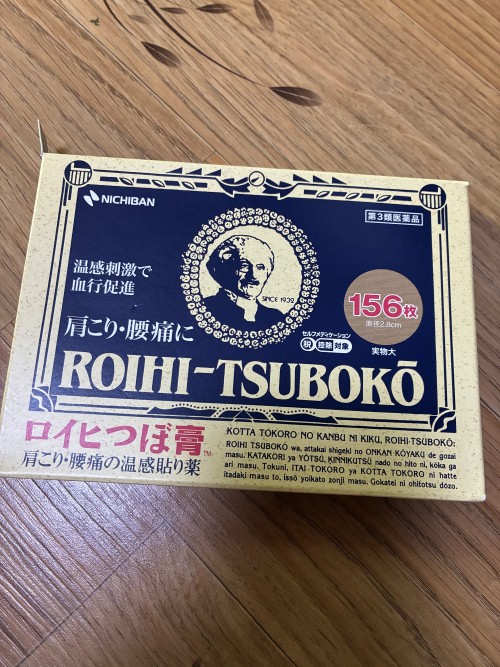 NICHIBAN
第3類医薬品
温感刺激で
血行促進
SINCE 1932
156枚
直径2.8cm
実物大
肩こり・腰痛に
セルフメディケーション
税 控除 対象
ROIHI-TSUBOKŌ
ロイヒつぼ膏™
肩こり・腰痛の温感貼り薬
KOTTA TOKORO NO KANBU NI KIKU, ROIHI-TSUBOKŌ:
ROIHI TSUBOKŌ wa, attakai shigeki no ONKAN KŌYAKU de gozai
masu. KATAKORI ya YŌTSŪ, KINNIKUTSŪ nado no hito ni, kōka ga
ari masu. Tokuni, ITAI TOKORO ya KOTTA TOKORO ni hatte
itadaki masu to, issō yoikato zonji masu. Gokatei ni ohitotsu dōzo.